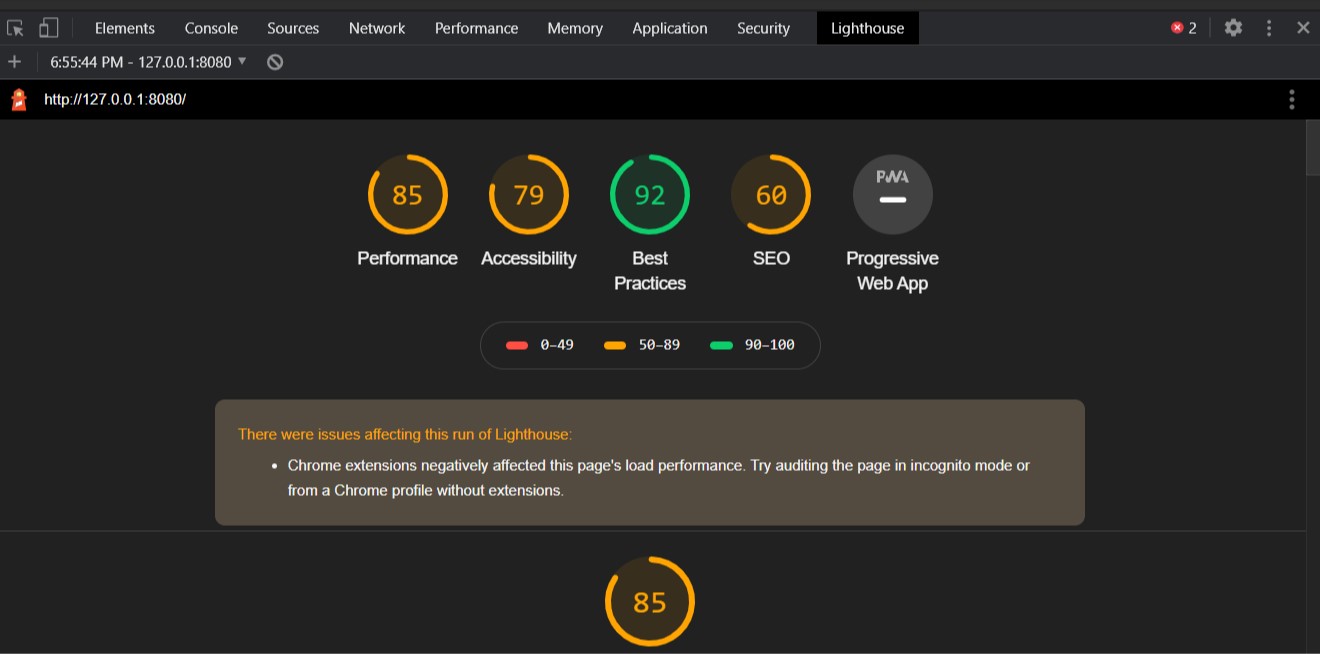 Elements Console Sources Network Performance Memory Application Security Lighthouse 2
6:55:44 PM - 127.0.0.1:8080
http://127.0.0.1:8080/
85 79 92 60 PWA
Performance Accessibility Best Practices SEO Progressive Web App
0–49 50–89 90–100
There were issues affecting this run of Lighthouse:
• Chrome extensions negatively affected this page's load performance. Try auditing the page in incognito mode or
from a Chrome profile without extensions.
85